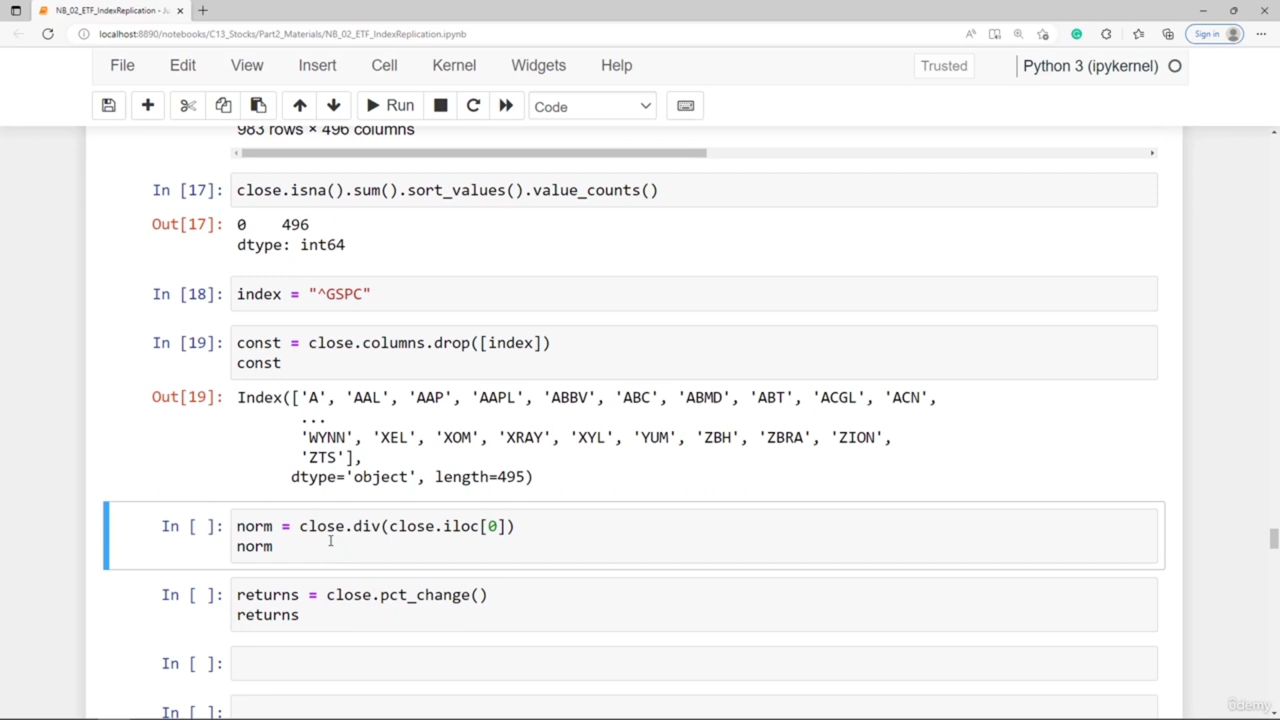 NB_02_ETF_IndexReplication - Ju
localhost:8890/notebooks/C13_Stocks/Part2_Materials/NB_02_ETF_IndexReplication.ipynb
Sign in
File Edit View Insert Cell Kernel Widgets Help
Trusted
Python 3 (ipykernel)
Run
Code
983 rows × 496 columns
In [17]: close.isna().sum().sort_values().value_counts()
Out[17]: 0    496
dtype: int64
In [18]: index = "^GSPC"
In [19]: const = close.columns.drop([index])
const
Out[19]: Index(['A', 'AAL', 'AAP', 'AAPL', 'ABBV', 'ABC', 'ABMD', 'ABT', 'ACGL', 'ACN',
...
'WYNN', 'XEL', 'XOM', 'XRAY', 'XYL', 'YUM', 'ZBH', 'ZBRA', 'ZION',
'ZTS'],
dtype='object', length=495)
In [ ]: norm = close.div(close.iloc[0])
norm
In [ ]: returns = close.pct_change()
returns
In [ ]:
In [ ]:
ûdemy